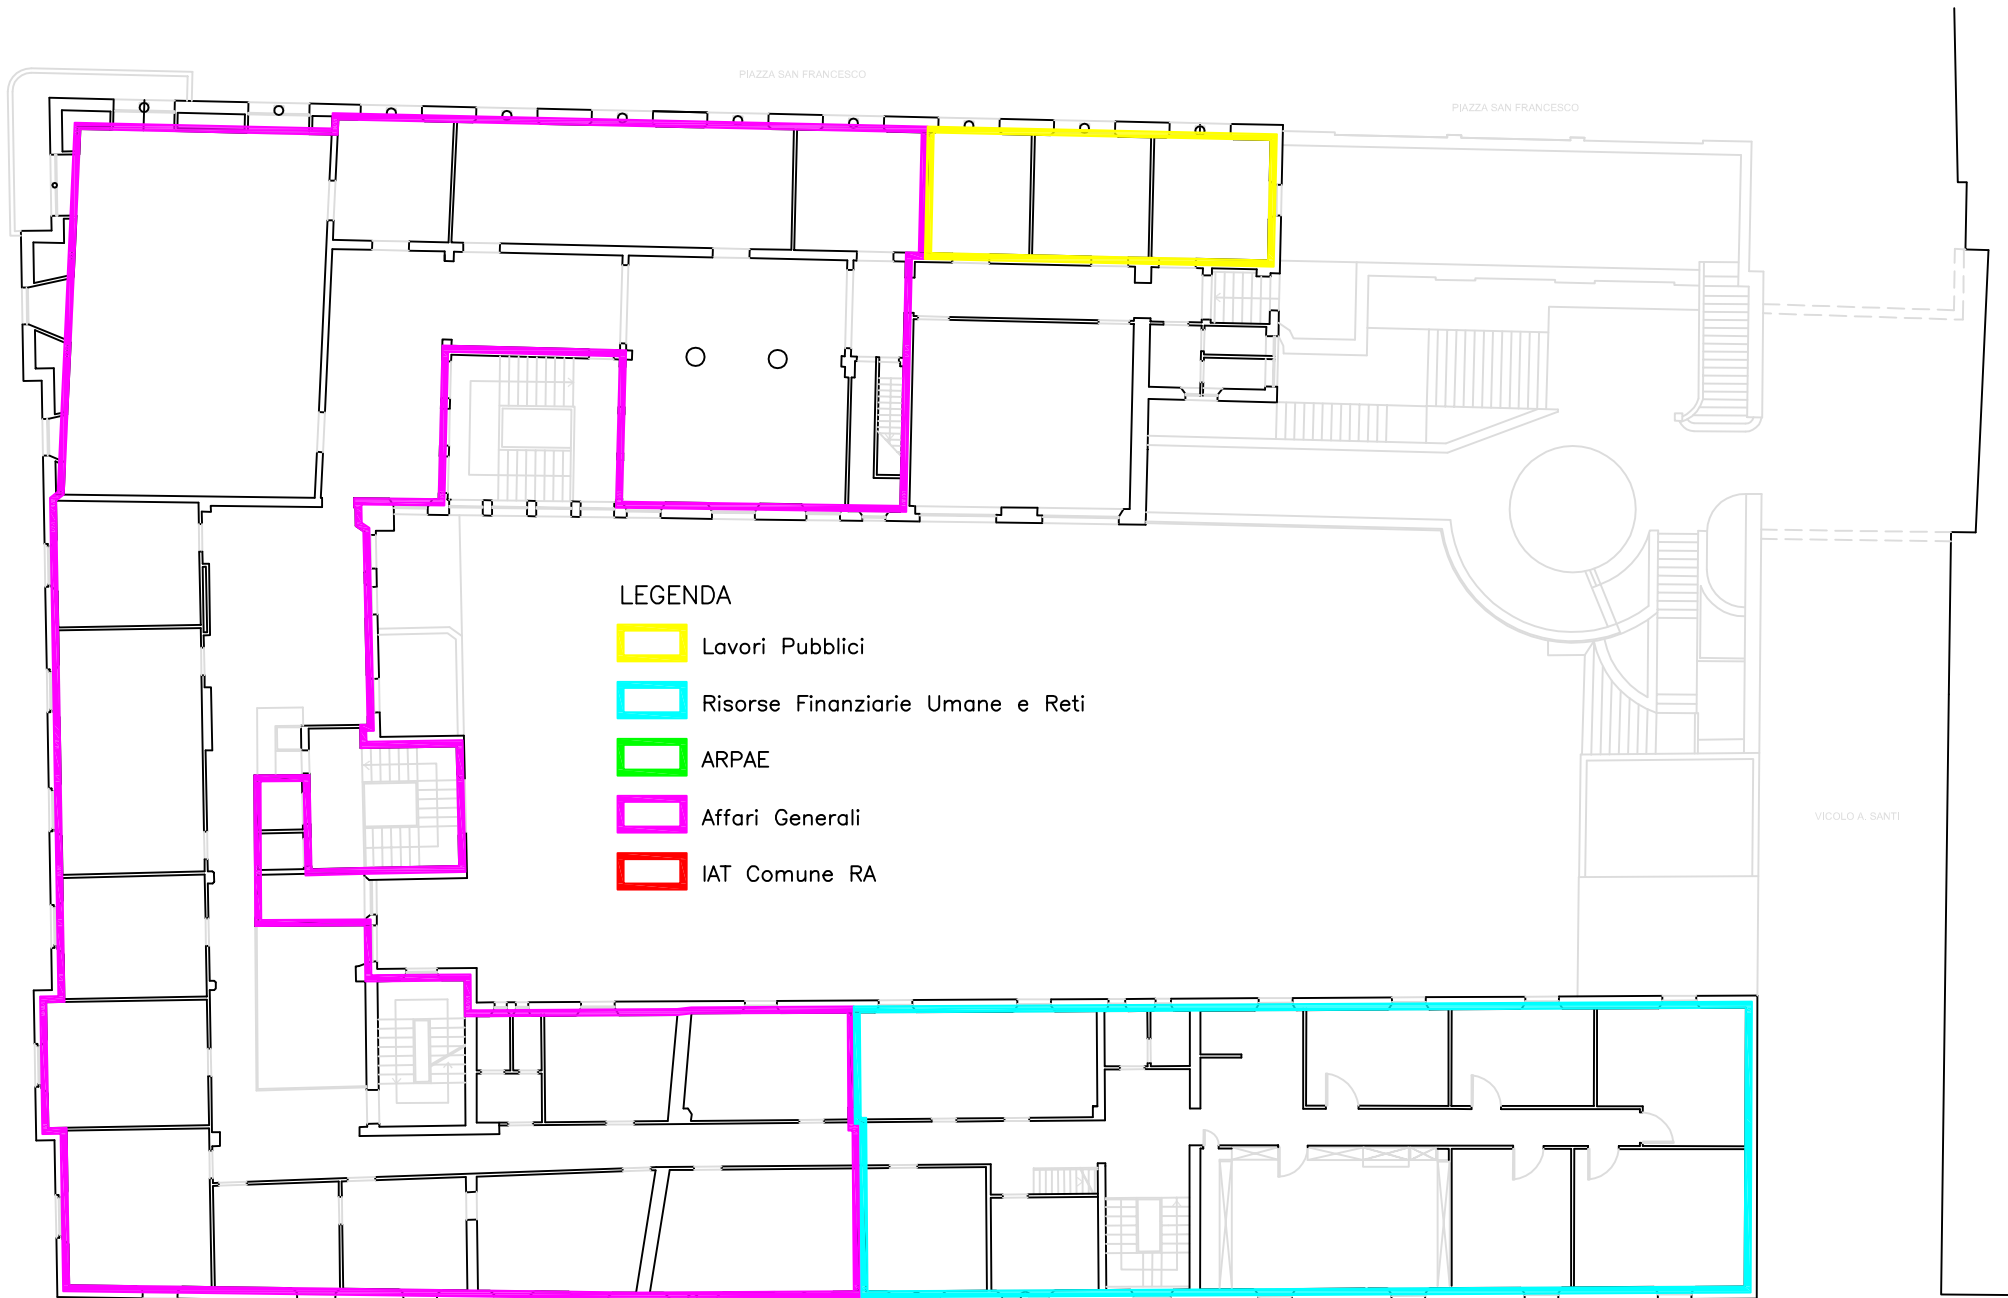 PIAZZA SAN FRANCESCO
PIAZZA SAN FRANCESCO
LEGENDA
Lavori Pubblici
Risorse Finanziarie Umane e Reti
ARPAE
Affari Generali
IAT Comune RA
VICOLO A. SANTI